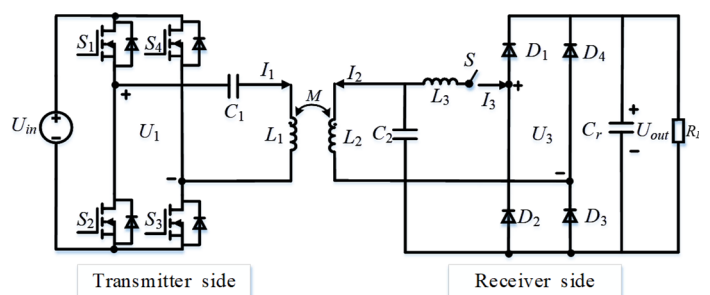 S1
S4
S
D1
D4
I1
M
I2
I3
+
+
+
+
Uin
U1
C1
L1
L2
C2
L3
U3
Cr
Uout
Rl
−
−
−
−
S2
S3
D2
D3
Transmitter side
Receiver side